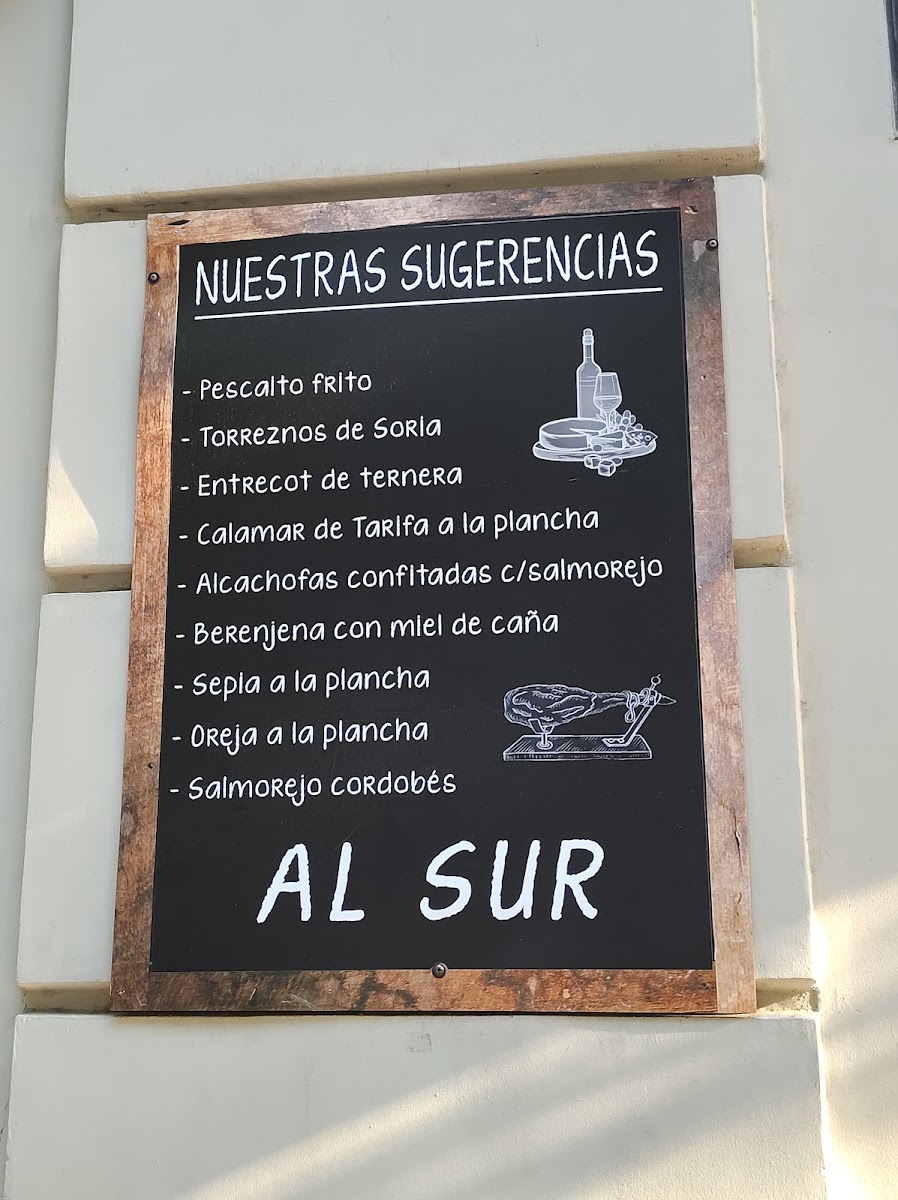 NUESTRAS SUGERENCIAS
- Pescaito frito
- Torreznos de Soria
- Entrecot de ternera
- Calamar de Tarifa a la plancha
- Alcachofas confitadas c/salmorejo
- Berenjena con miel de caña
- Sepia a la plancha
- Oreja a la plancha
- Salmorejo cordobés
AL SUR